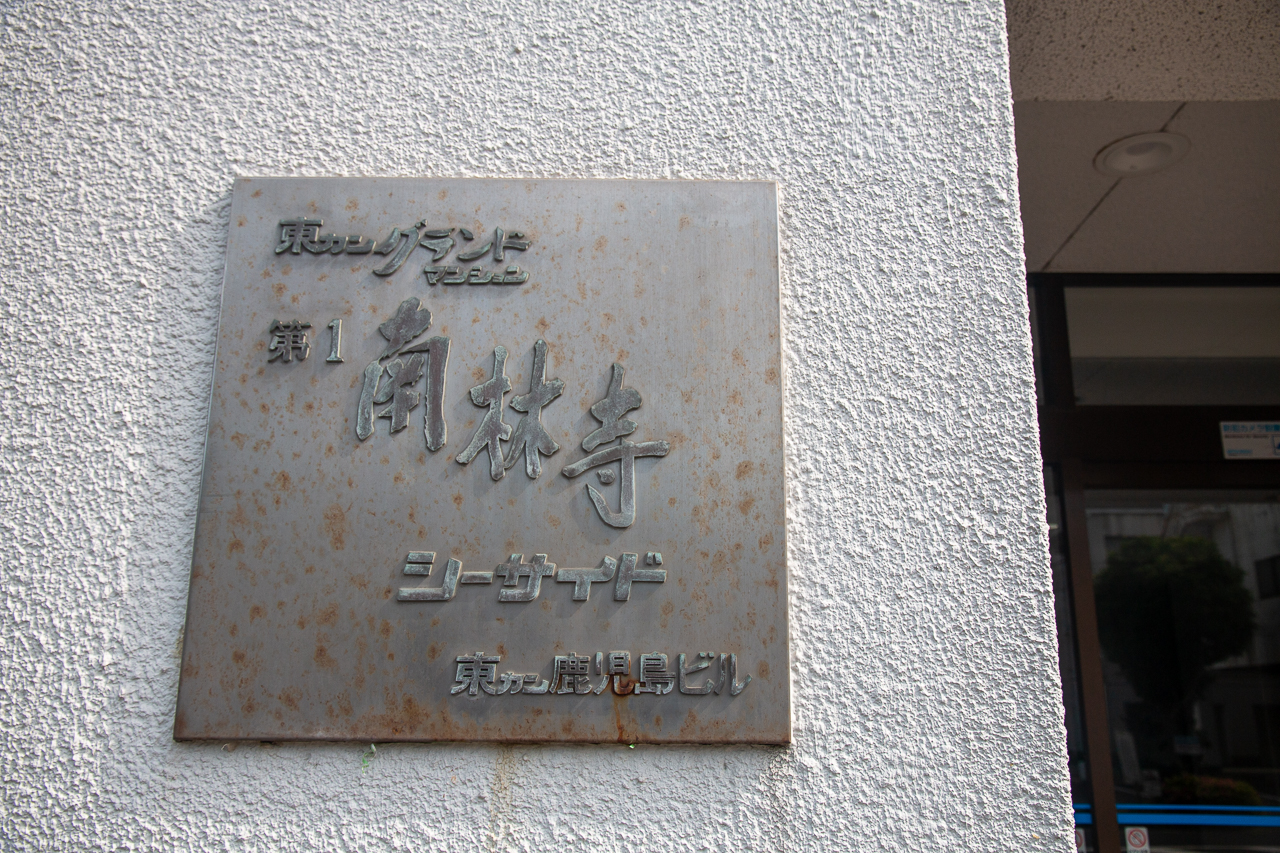 東カングランド
マンション
第1 南林寺
シーサイド
東カン鹿児島ビル